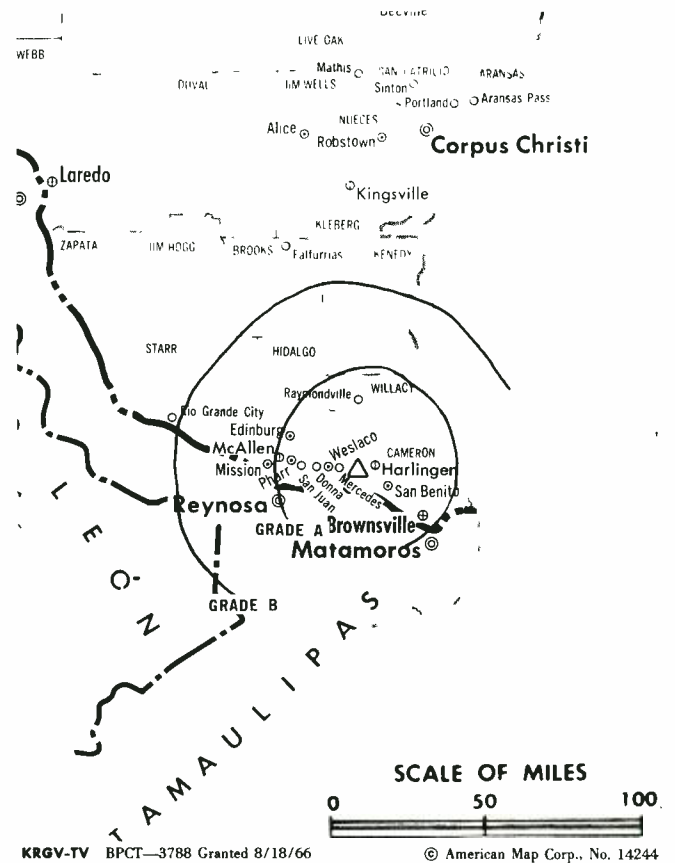 WEBB
LIVE OAK
Mathis
SAN PATRICIO
ARANSAS
DUVAL
JIM WELLS
Sinton
Portland
Aransas Pass
NUECES
Alice
Robstown
Corpus Christi
Laredo
Kingsville
KLEBERG
ZAPATA
JIM HOGG
BROOKS
Falfurrias
KENEDY
STARR
HIDALGO
Raymondville
WILLACY
Rio Grande City
Edinburg
McAllen
Weslaco
CAMERON
Mission
Harlingen
Pharr
San Juan
Donna
Mercedes
San Benito
Reynosa
GRADE A
Brownsville
Matamoros
GRADE B
L E O N
TAMAULIPAS
SCALE OF MILES
0 50 100
KRGV-TV BPCT—3788 Granted 8/18/66
© American Map Corp., No. 14244